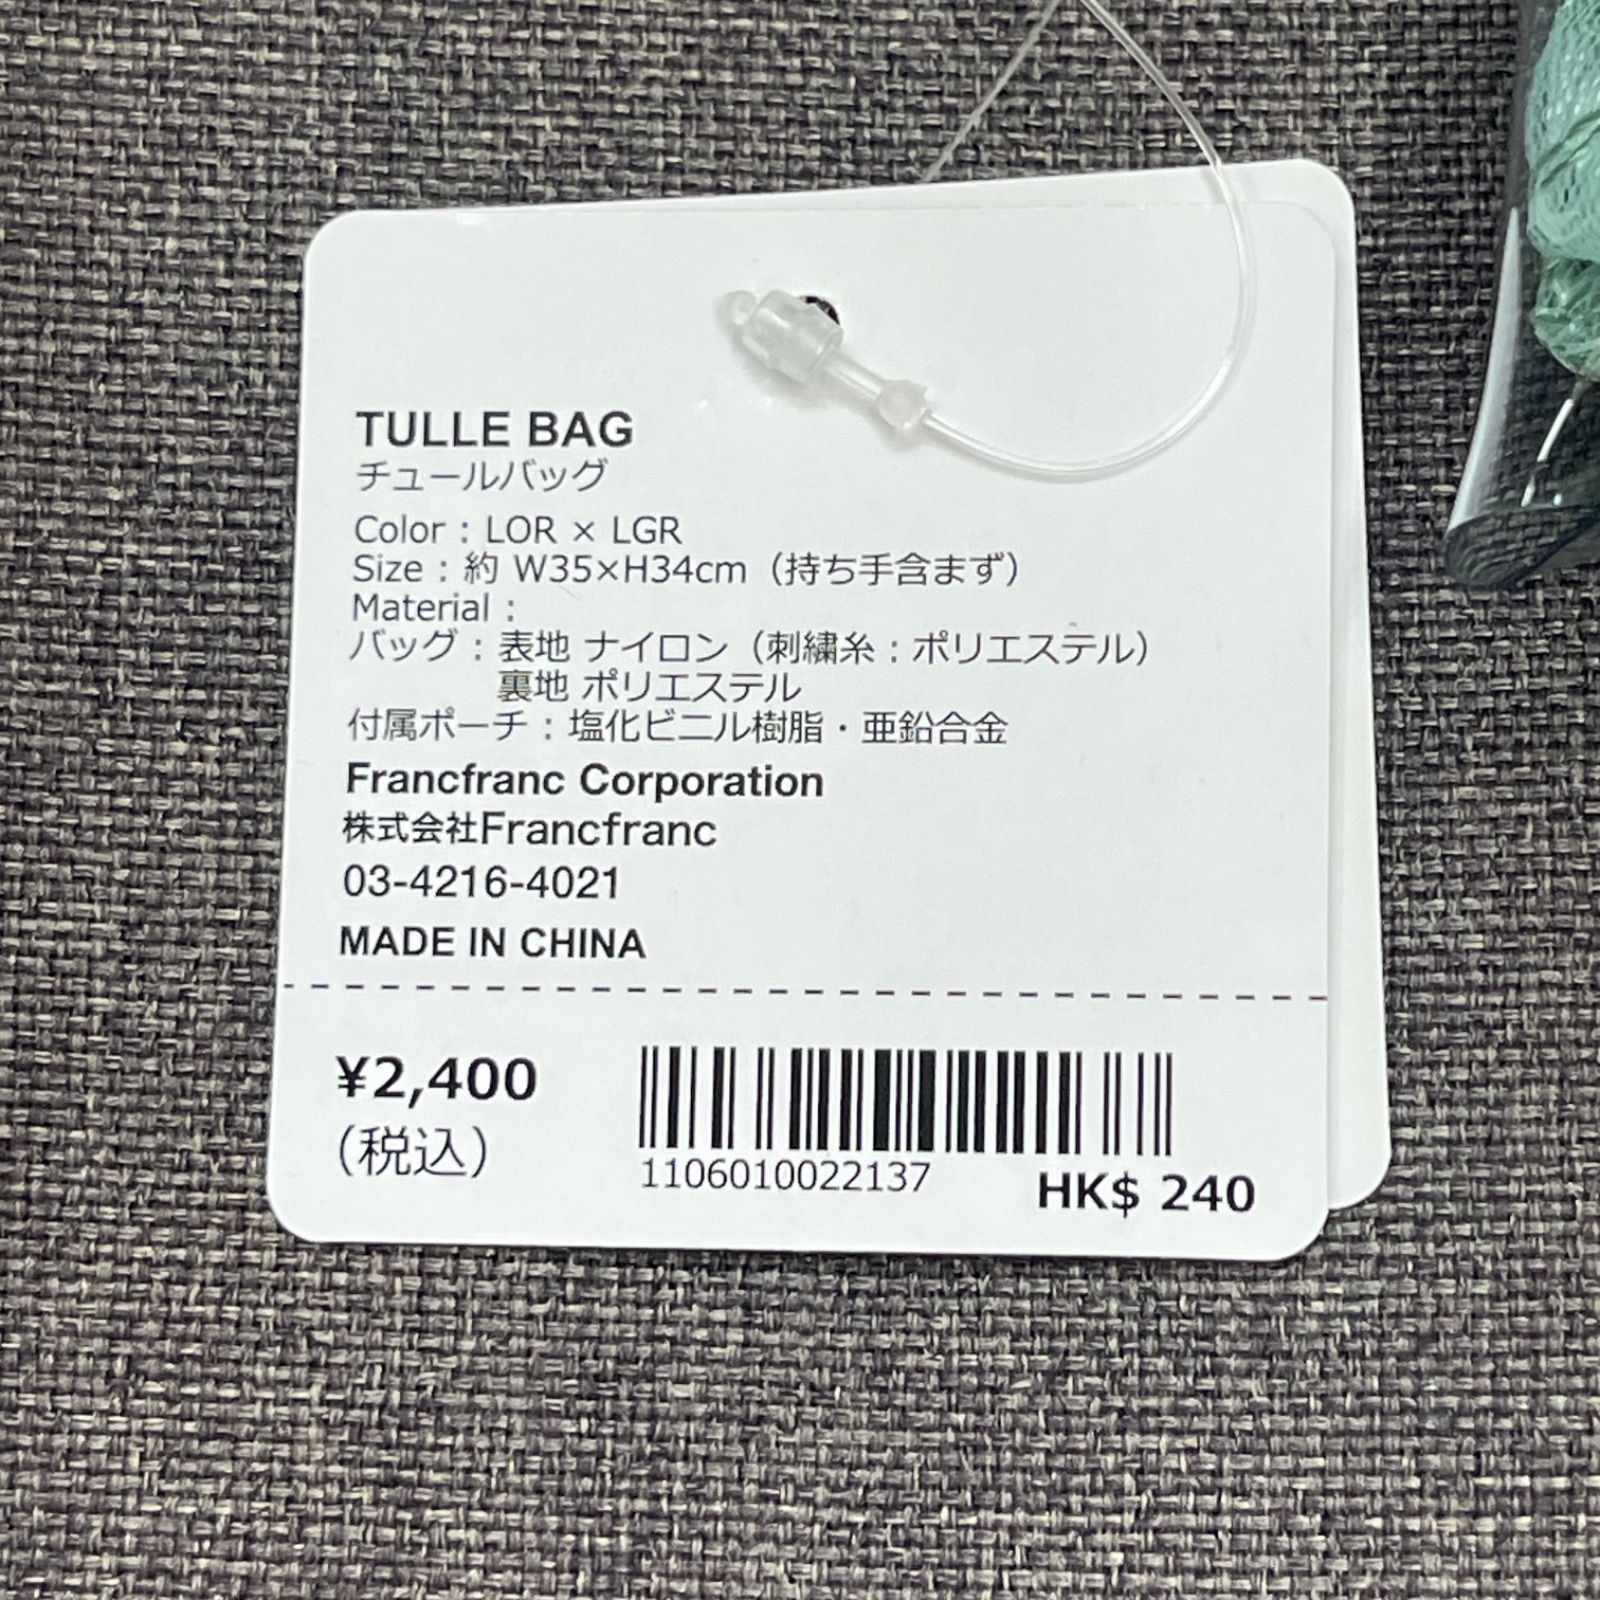 TULLE BAG
チュールバッグ
Color : LOR × LGR
Size : 約 W35×H34cm（持ち手含まず）
Material :
バッグ : 表地 ナイロン（刺繍糸 : ポリエステル）
裏地 ポリエステル
付属ポーチ : 塩化ビニル樹脂・亜鉛合金
Francfranc Corporation
株式会社Francfranc
03-4216-4021
MADE IN CHINA
¥2,400
（税込）
1106010022137
HK$ 240